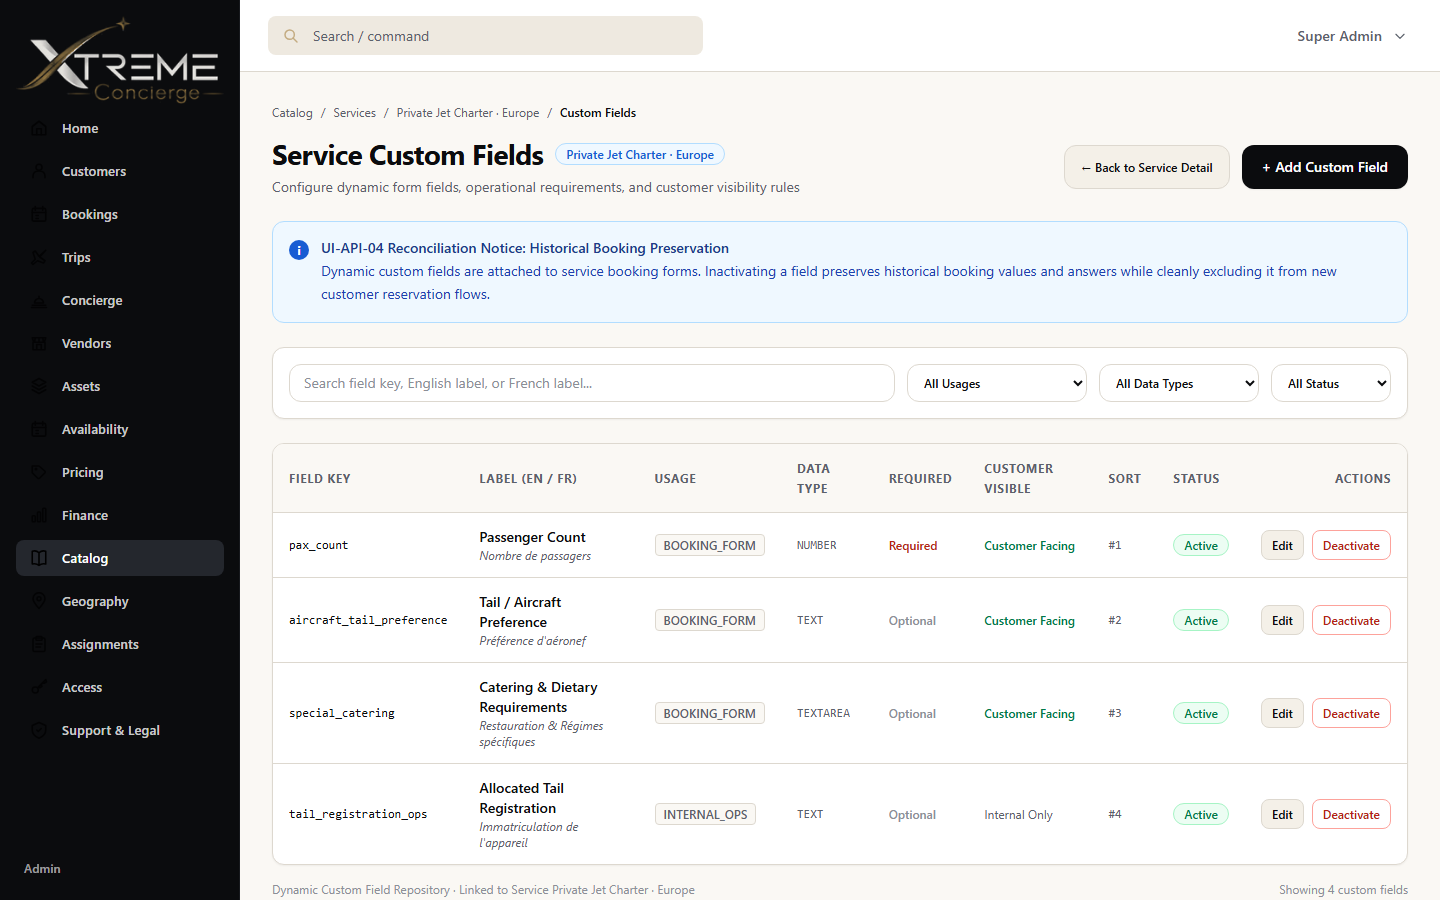 XTREME
Concierge
Home
Customers
Bookings
Trips
Concierge
Vendors
Assets
Availability
Pricing
Finance
Catalog
Geography
Assignments
Access
Support & Legal
Admin
Search / command
Super Admin
Catalog / Services / Private Jet Charter · Europe / Custom Fields
Service Custom Fields
Private Jet Charter · Europe
Configure dynamic form fields, operational requirements, and customer visibility rules
← Back to Service Detail
+ Add Custom Field
UI-API-04 Reconciliation Notice: Historical Booking Preservation
Dynamic custom fields are attached to service booking forms. Inactivating a field preserves historical booking values and answers while cleanly excluding it from new
customer reservation flows.
Search field key, English label, or French label...
All Usages
All Data Types
All Status
FIELD KEY LABEL (EN / FR) USAGE DATA TYPE REQUIRED CUSTOMER VISIBLE SORT STATUS ACTIONS
pax_count Passenger Count BOOKING_FORM NUMBER Required Customer Facing #1 Active Edit Deactivate
Nombre de passagers
aircraft_tail_preference Tail / Aircraft Preference BOOKING_FORM TEXT Optional Customer Facing #2 Active Edit Deactivate
Préférence d'aéronef
special_catering Catering & Dietary Requirements BOOKING_FORM TEXTAREA Optional Customer Facing #3 Active Edit Deactivate
Restauration & Régimes spécifiques
tail_registration_ops Allocated Tail Registration INTERNAL_OPS TEXT Optional Internal Only #4 Active Edit Deactivate
Immatriculation de l'appareil
Dynamic Custom Field Repository · Linked to Service Private Jet Charter · Europe
Showing 4 custom fields